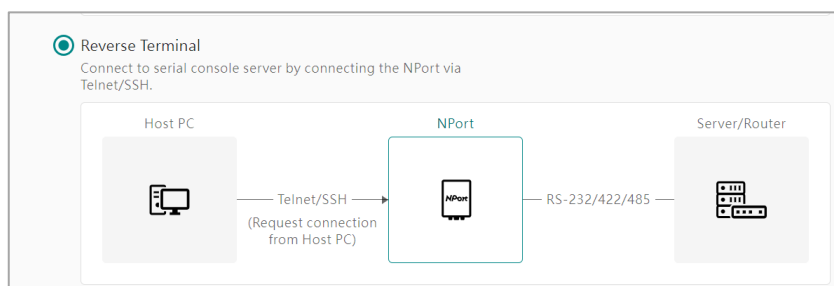 Reverse Terminal
Connect to serial console server by connecting the NPort via
Telnet/SSH.
Host PC
NPort
Server/Router
Telnet/SSH
(Request connection
from Host PC)
NPort
RS-232/422/485